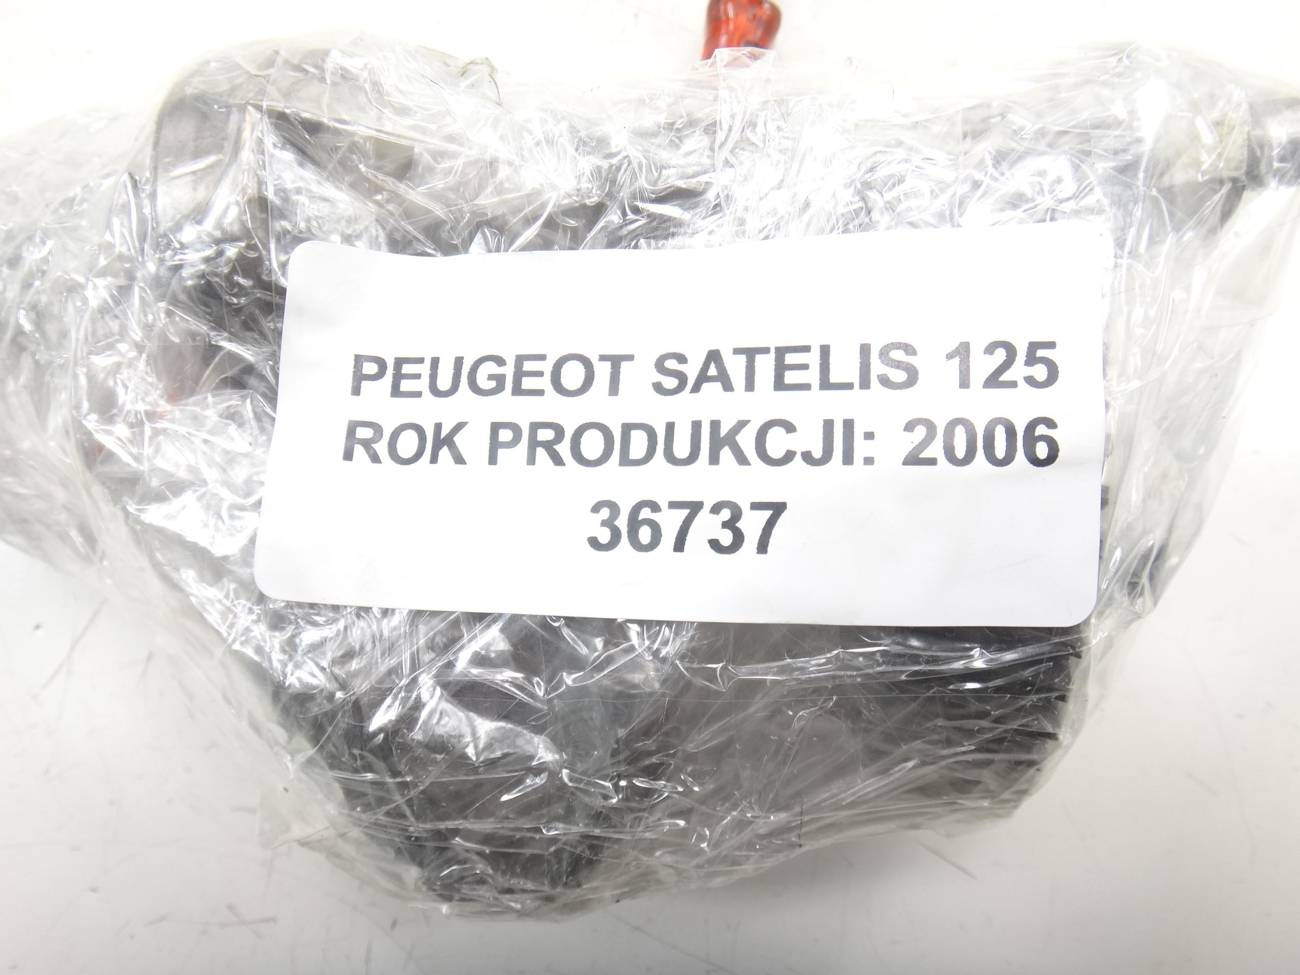 PEUGEOT SATELIS 125
ROK PRODUKCJI: 2006
36737